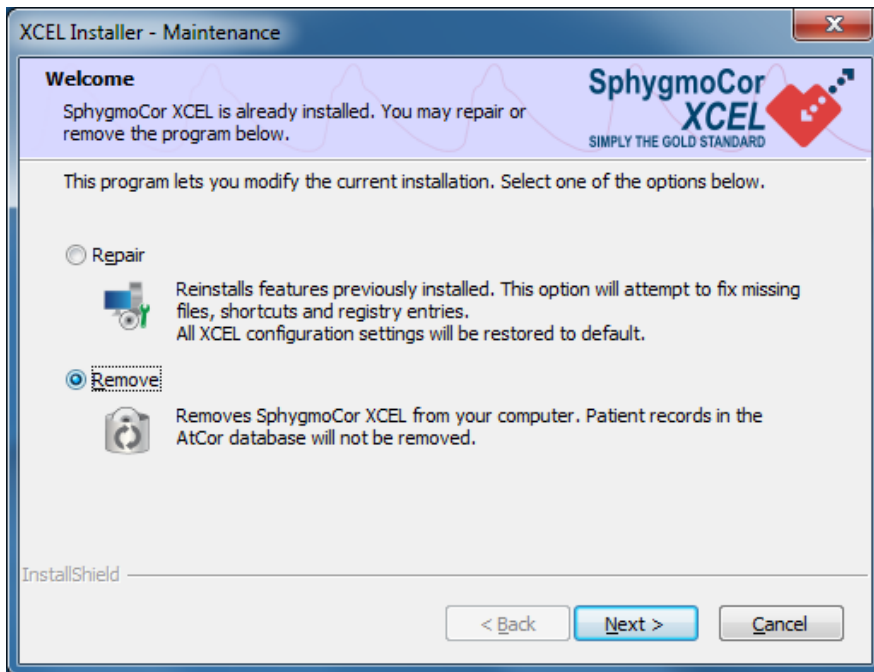 XCEL Installer - Maintenance
Welcome
SphygmoCor XCEL is already installed. You may repair or
remove the program below.
SphygmoCor
XCEL
SIMPLY THE GOLD STANDARD
This program lets you modify the current installation. Select one of the options below.
Repair
Reinstalls features previously installed. This option will attempt to fix missing
files, shortcuts and registry entries.
All XCEL configuration settings will be restored to default.
Remove
Removes SphygmoCor XCEL from your computer. Patient records in the
AtCor database will not be removed.
InstallShield
< Back Next > Cancel